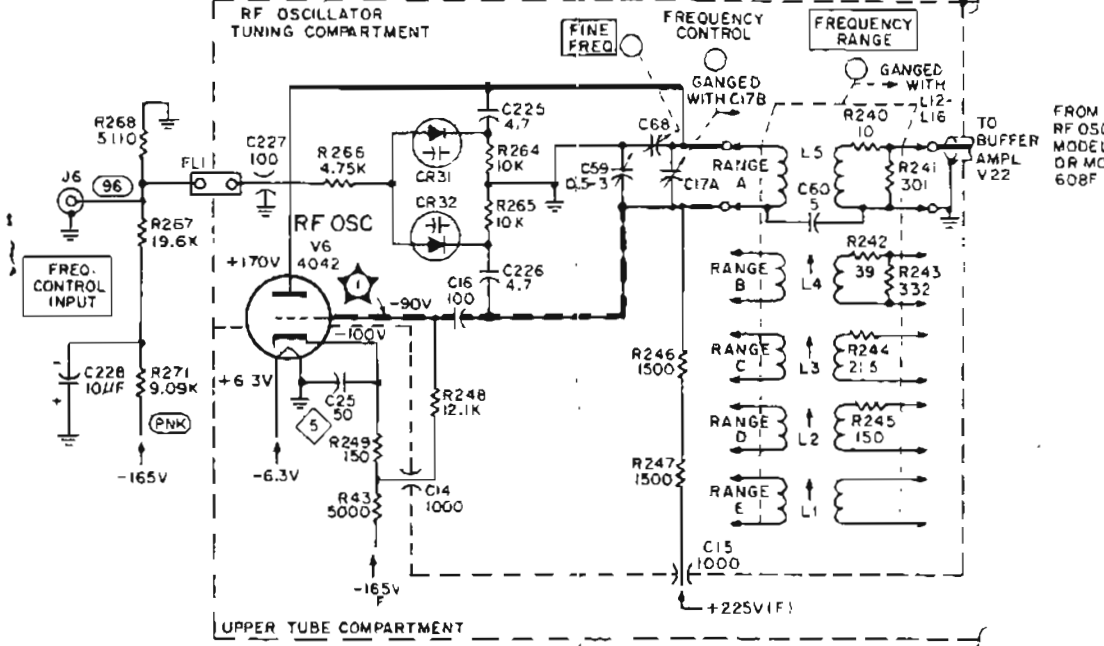 RF OSCILLATOR
TUNING COMPARTMENT
FINE
FREQ
FREQUENCY
CONTROL
FREQUENCY
RANGE
GANGED
WITH C17B
GANGED
WITH
L12-
L16
FROM
RF OSC
MODEL
OR MO
608F
TO
BUFFER
AMPL
V22
R268
5110
FL1
C227
100
R266
4.75K
C225
4.7
R264
10K
CR31
CR32
R265
10K
C226
4.7
C68
C59
0.5-3
C17A
RANGE
A
L5
R240
10
R241
301
C60
5
J6
96
R267
19.6K
FREQ.
CONTROL
INPUT
RF OSC
V6
4042
+170V
1
-90V
-100V
C16
100
RANGE
B
L4
R242
39
R243
332
C228
10µF
R271
9.09K
PNK
-165V
+6.3V
-6.3V
C25
50
5
R248
12.1K
R249
150
R43
5000
C14
1000
-165V
F
R246
1500
R247
1500
RANGE
C
L3
R244
215
RANGE
D
L2
R245
150
RANGE
E
L1
C15
1000
+225V(F)
UPPER TUBE COMPARTMENT